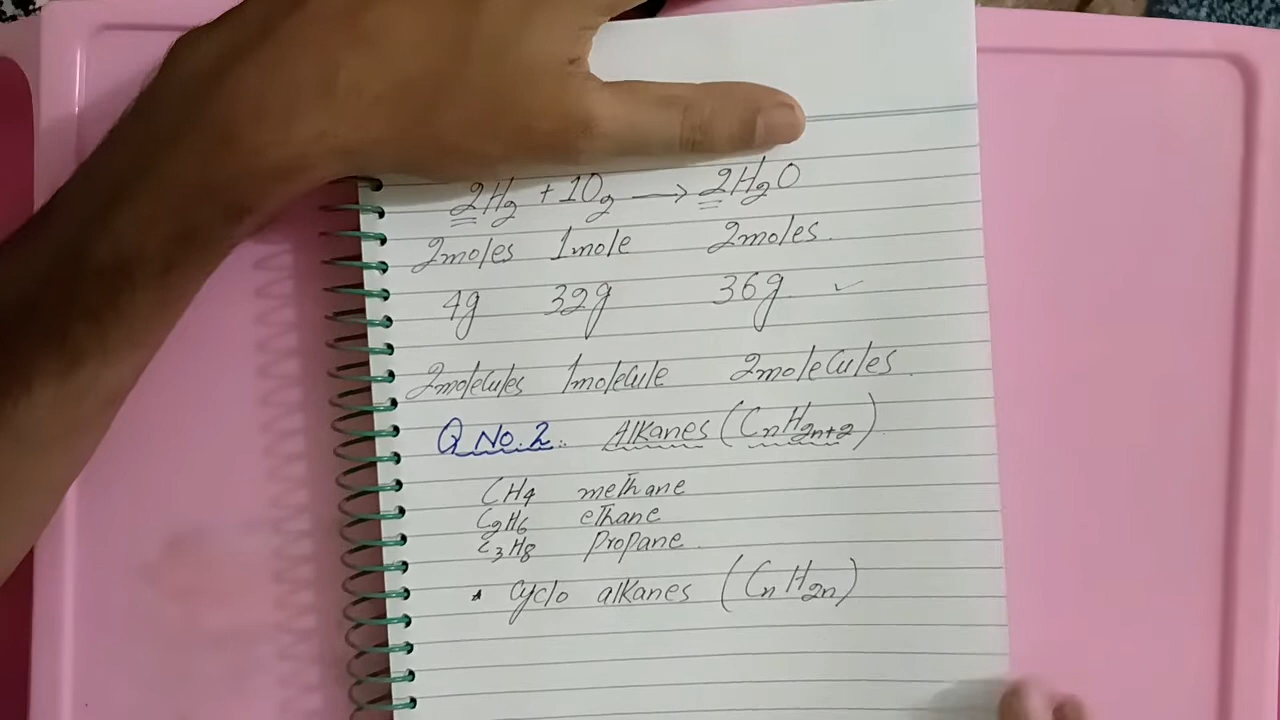 2H2 + 1O2 → 2H2O
2moles 1mole 2moles.
4g 32g 36g ✓
2molecules 1molecule 2molecules.
Q No.2. Alkanes (CnH2n+2)
CH4 methane
C2H6 ethane
C3H8 Propane.
* Cyclo alkanes (CnH2n)